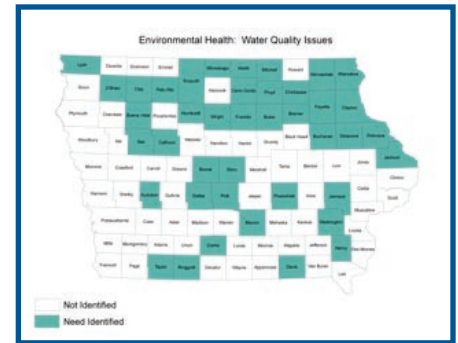 Environmental Health: Water Quality Issues
Lyon Osceola Dickinson Emmet Winnebago Worth Mitchell Howard Winneshiek Allamakee
Kossuth
Sioux O'Brien Clay Palo Alto Hancock Cerro Gordo Floyd Chickasaw
Fayette Clayton
Plymouth Cherokee Buena Vista Pocahontas Humboldt Wright Franklin Butler Bremer
Woodbury Ida Sac Calhoun Webster Hamilton Hardin Grundy Black Hawk Buchanan Delaware Dubuque
Jackson
Monona Crawford Carroll Greene Boone Story Marshall Tama Benton Linn Jones
Clinton
Cedar
Harrison Shelby Audubon Guthrie Dallas Polk Jasper Poweshiek Iowa Johnson Scott
Muscatine
Pottawattamie Cass Adair Madison Warren Marion Mahaska Keokuk Washington
Louisa
Mills Montgomery Adams Union Clarke Lucas Monroe Wapello Jefferson Henry Des Moines
Fremont Page Taylor Ringgold Decatur Wayne Appanoose Davis Van Buren
Lee
Not Identified
Need Identified